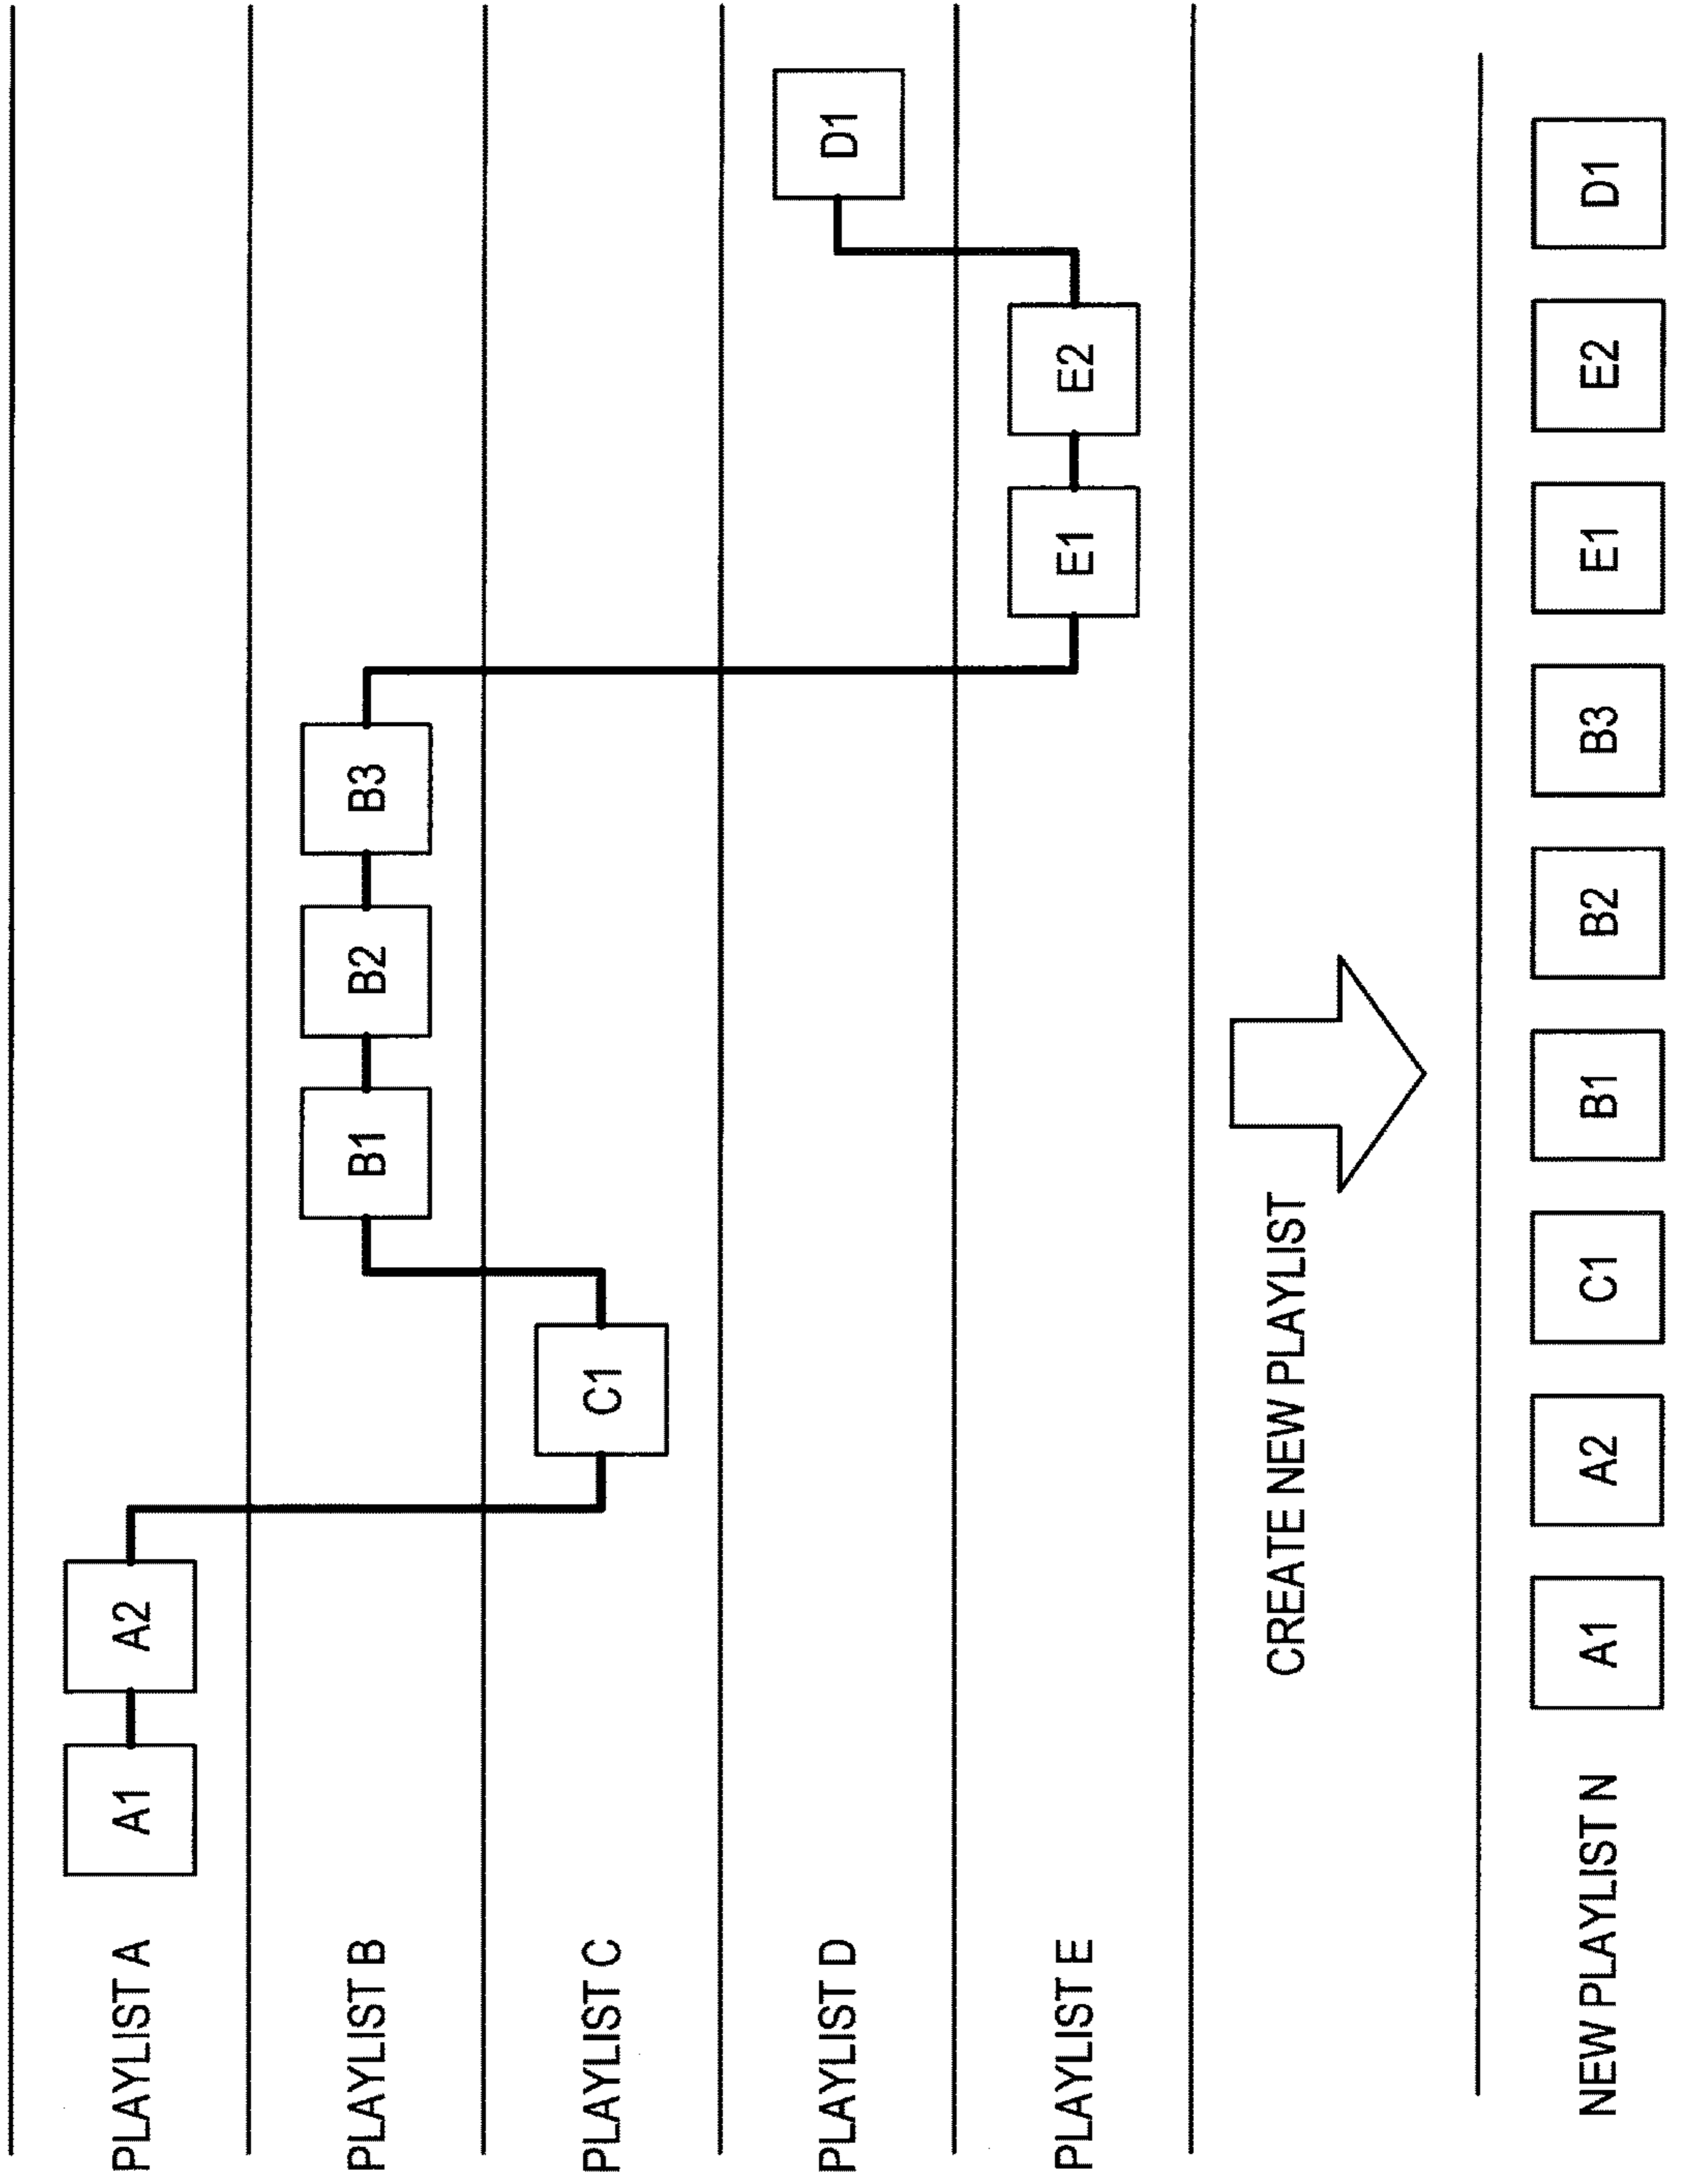 PLAYLIST A A1 A2
PLAYLIST B B1 B2 B3
PLAYLIST C C1
PLAYLIST D D1
PLAYLIST E E1 E2
CREATE NEW PLAYLIST
NEW PLAYLIST N A1 A2 C1 B1 B2 B3 E1 E2 D1